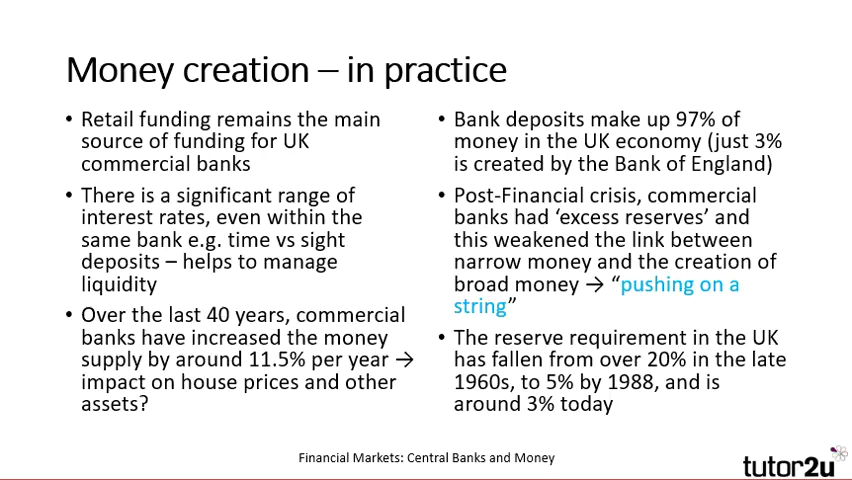 Money creation – in practice
• Retail funding remains the main
source of funding for UK
commercial banks
• There is a significant range of
interest rates, even within the
same bank e.g. time vs sight
deposits – helps to manage
liquidity
• Over the last 40 years, commercial
banks have increased the money
supply by around 11.5% per year →
impact on house prices and other
assets?
• Bank deposits make up 97% of
money in the UK economy (just 3%
is created by the Bank of England)
• Post-Financial crisis, commercial
banks had ‘excess reserves’ and
this weakened the link between
narrow money and the creation of
broad money → “pushing on a
string”
• The reserve requirement in the UK
has fallen from over 20% in the late
1960s, to 5% by 1988, and is
around 3% today
Financial Markets: Central Banks and Money
tutor2u